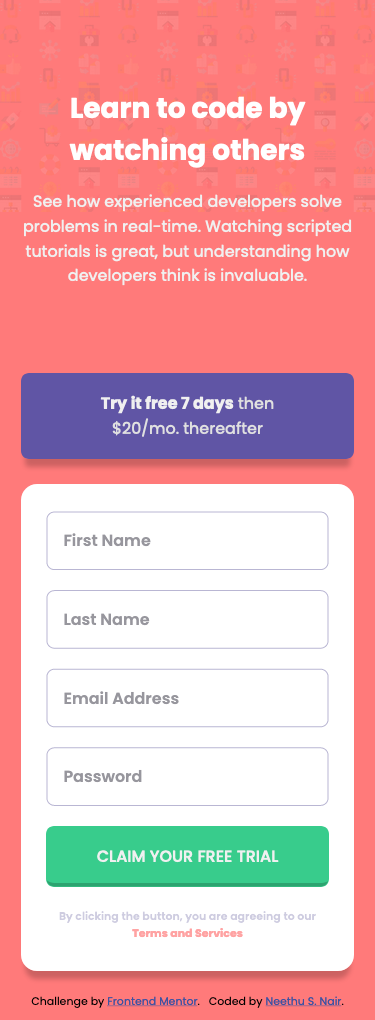 Learn to code by
watching others
See how experienced developers solve
problems in real-time. Watching scripted
tutorials is great, but understanding how
developers think is invaluable.
Try it free 7 days then
$20/mo. thereafter
First Name
Last Name
Email Address
Password
CLAIM YOUR FREE TRIAL
By clicking the button, you are agreeing to our
Terms and Services
Challenge by Frontend Mentor. Coded by Neethu S. Nair.